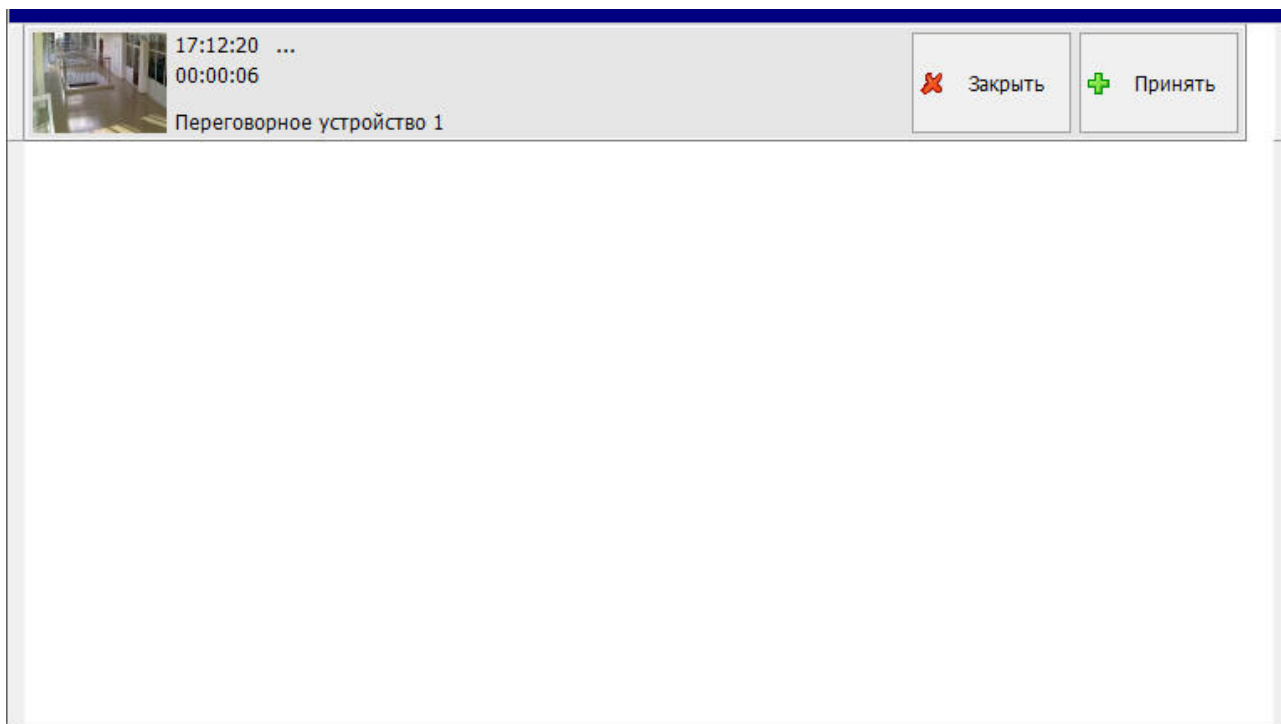 17:12:20 ...
00:00:06
Переговорное устройство 1
Закрыть
Принять